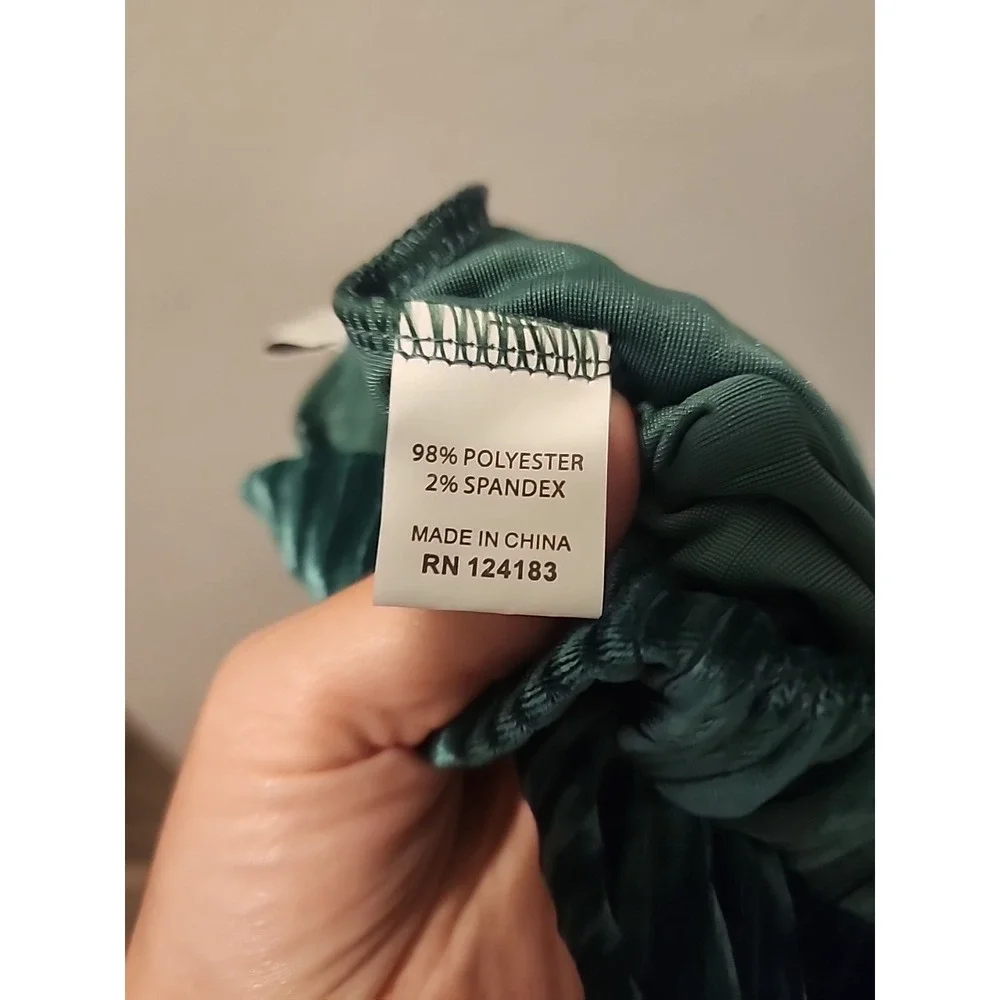 98% POLYESTER
2% SPANDEX
MADE IN CHINA
RN 124183